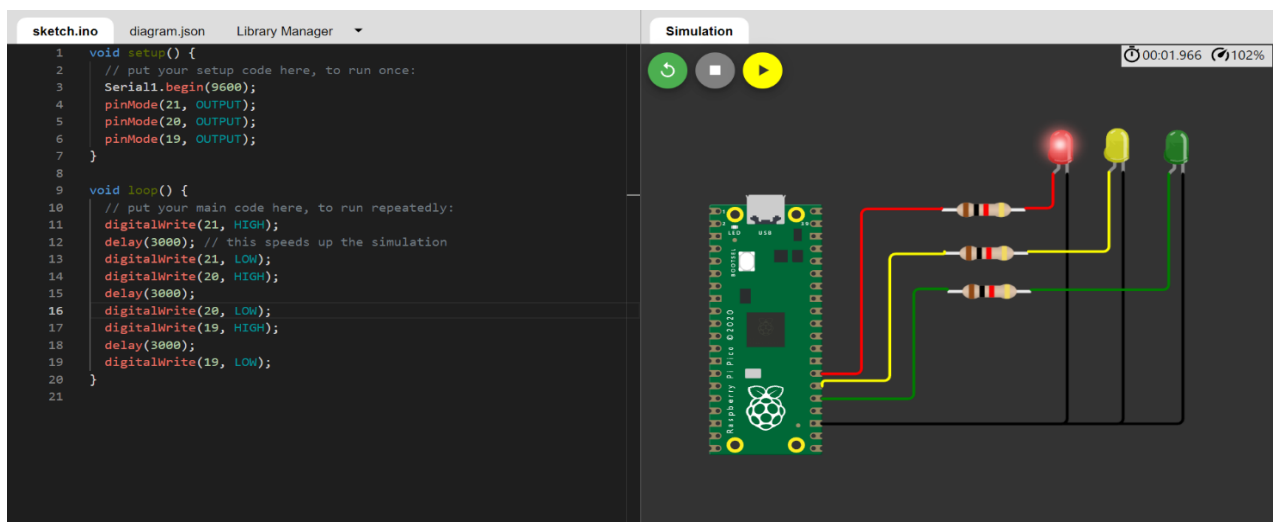 sketch.ino diagram.json Library Manager
1 void setup() {
2 // put your setup code here, to run once:
3 Serial1.begin(9600);
4 pinMode(21, OUTPUT);
5 pinMode(20, OUTPUT);
6 pinMode(19, OUTPUT);
7 }
8
9 void loop() {
10 // put your main code here, to run repeatedly:
11 digitalWrite(21, HIGH);
12 delay(3000); // this speeds up the simulation
13 digitalWrite(21, LOW);
14 digitalWrite(20, HIGH);
15 delay(3000);
16 digitalWrite(20, LOW);
17 digitalWrite(19, HIGH);
18 delay(3000);
19 digitalWrite(19, LOW);
20 }
21
Simulation
00:01.966 102%
LED USB
BOOTSEL
Raspberry Pi Pico ©2020